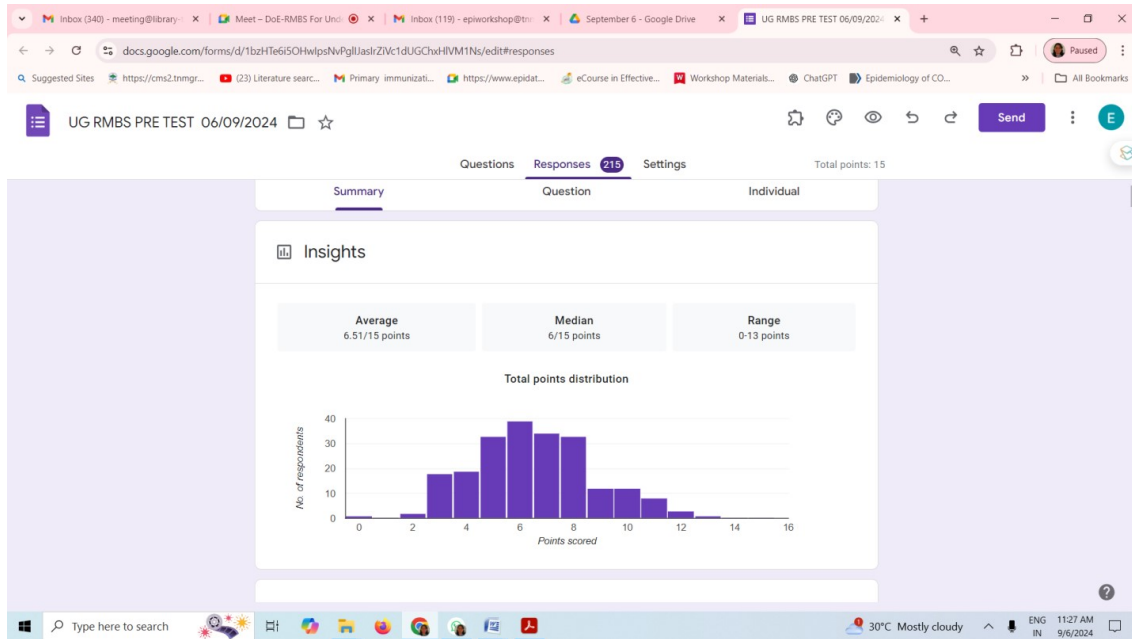 Inbox (340) - meeting@library-
Meet – DoE-RMBS For Und
Inbox (119) - epiworkshop@tn
September 6 - Google Drive
UG RMBS PRE TEST 06/09/2024
docs.google.com/forms/d/
/edit#responses
Paused
Suggested Sites
https://cms2.tnmgr...
(23) Literature searc...
Primary immunizati...
https://www.epidat...
eCourse in Effective...
Workshop Materials...
ChatGPT
Epidemiology of CO...
»
All Bookmarks
UG RMBS PRE TEST 06/09/2024
Send
E
Questions
Responses 215
Settings
Total points: 15
Summary
Question
Individual
Insights
Average
6.51/15 points
Median
6/15 points
Range
0-13 points
Total points distribution
No. of respondents
40
30
20
10
0
0 2 4 6 8 10 12 14 16
Points scored
Type here to search
30°C Mostly cloudy
ENG
IN
11:27 AM
9/6/2024